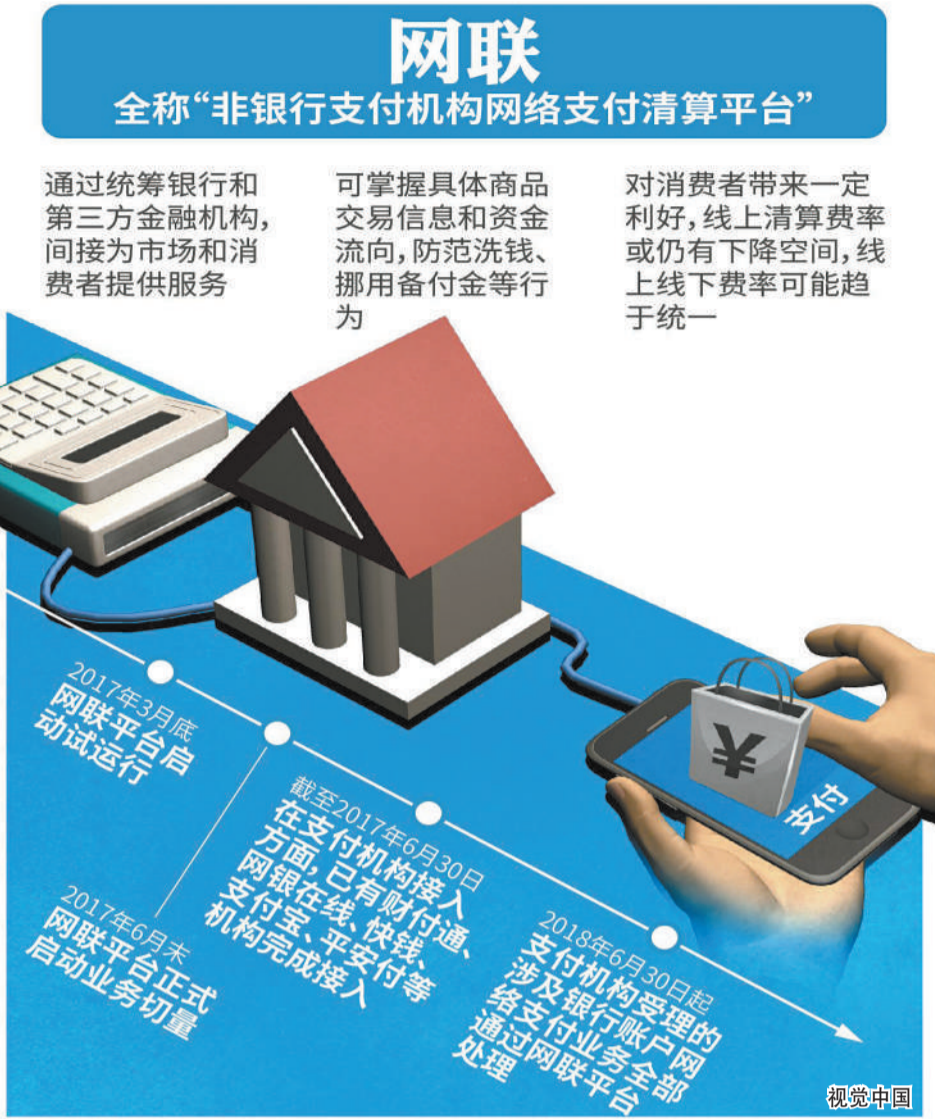 网联
全称“非银行支付机构网络支付清算平台”
通过统筹银行和
第三方金融机构，
间接为市场和消
费者提供服务
可掌握具体商品
交易信息和资金
流向，防范洗钱、
挪用备付金等行
为
对消费者带来一定
利好，线上清算费率
或仍有下降空间，线
上线下费率可能趋
于统一
2017年3月底
网联平台启
动试运行
2017年6月末
网联平台正式
启动业务切量
截至2017年6月30日
在支付机构接入
方面，已有财付通、
网银在线、快钱、
支付宝、平安付等
机构完成接入
2018年6月30日起
支付机构受理的
涉及银行账户网
络支付业务全部
通过网联平台
处理
¥
支付
视觉中国